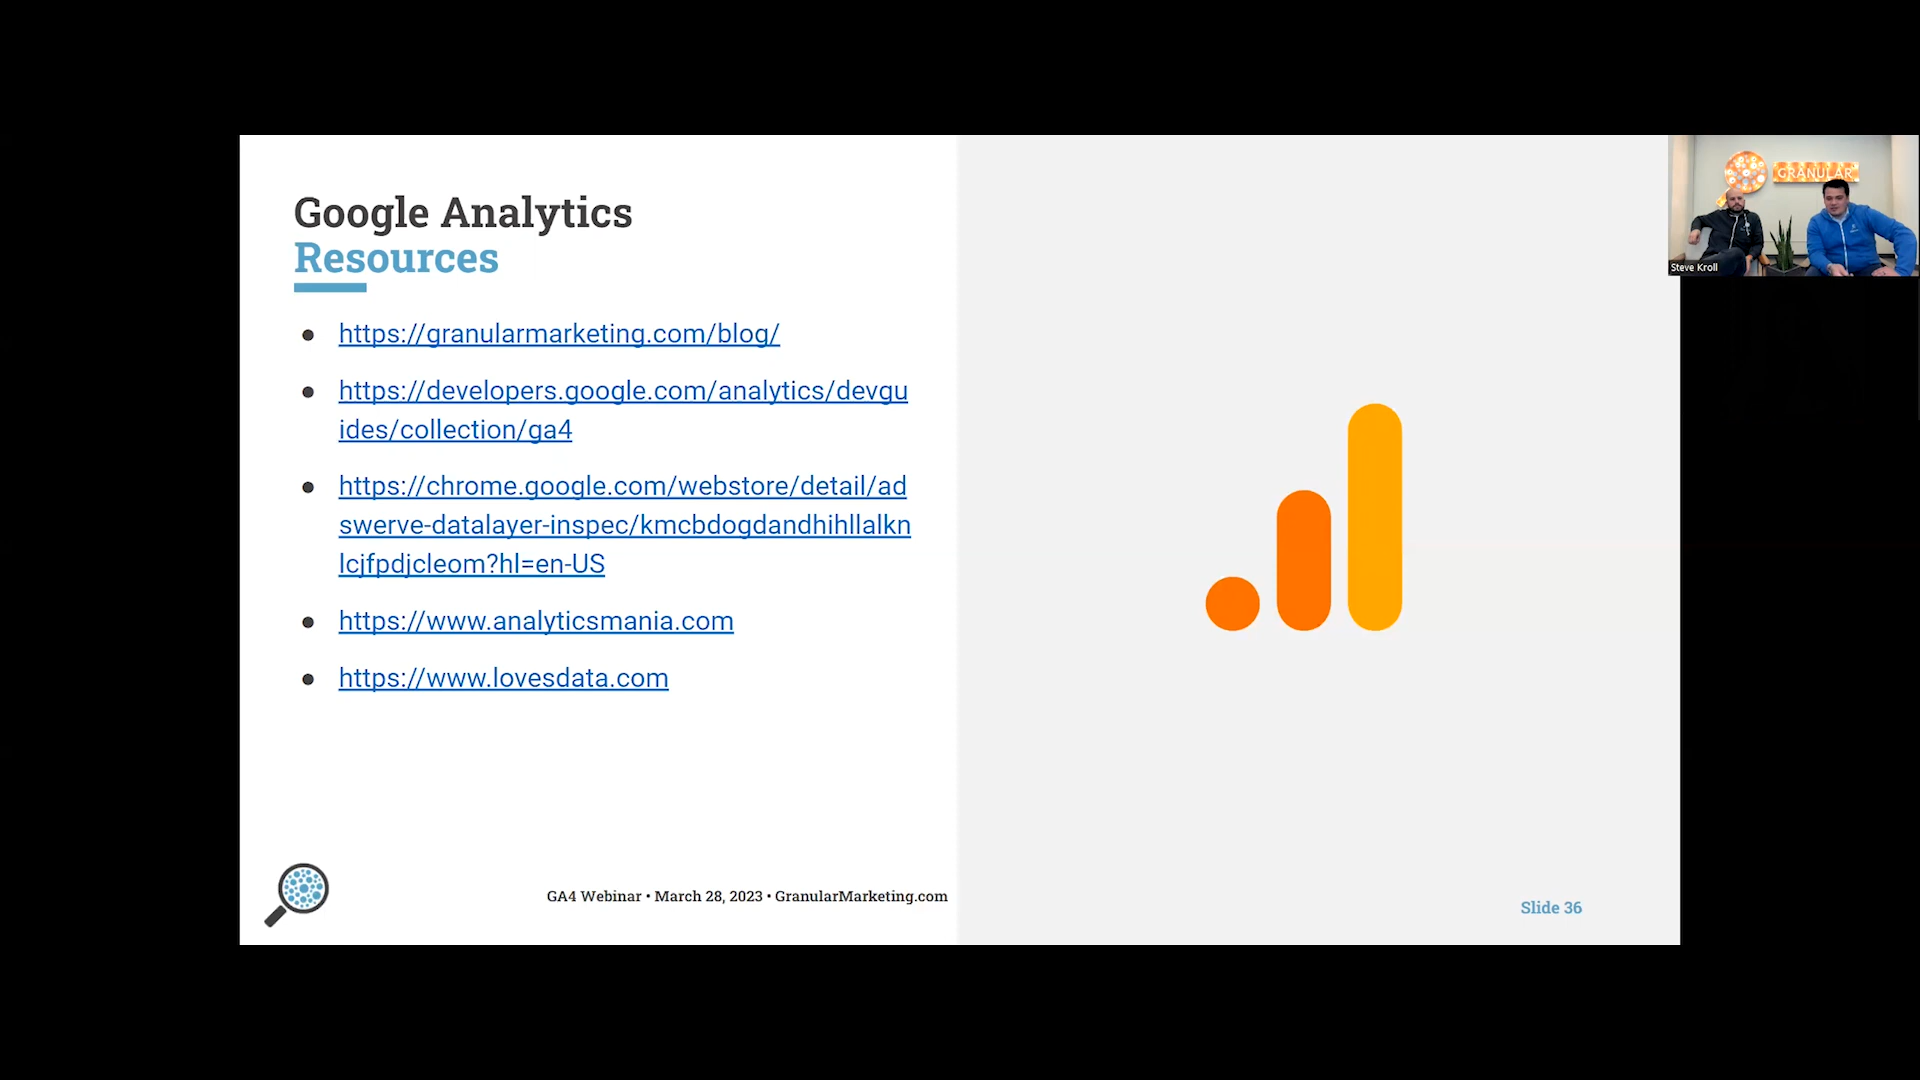 Google Analytics
Resources
https://granularmarketing.com/blog/
https://developers.google.com/analytics/devgu
ides/collection/ga4
https://chrome.google.com/webstore/detail/ad
swerve-datalayer-inspec/kmcbdogdandhihllalkn
lcjfpdjcleom?hl=en-US
https://www.analyticsmania.com
https://www.lovesdata.com
GA4 Webinar • March 28, 2023 • GranularMarketing.com
Slide 36
GRANULAR
Steve Kroll